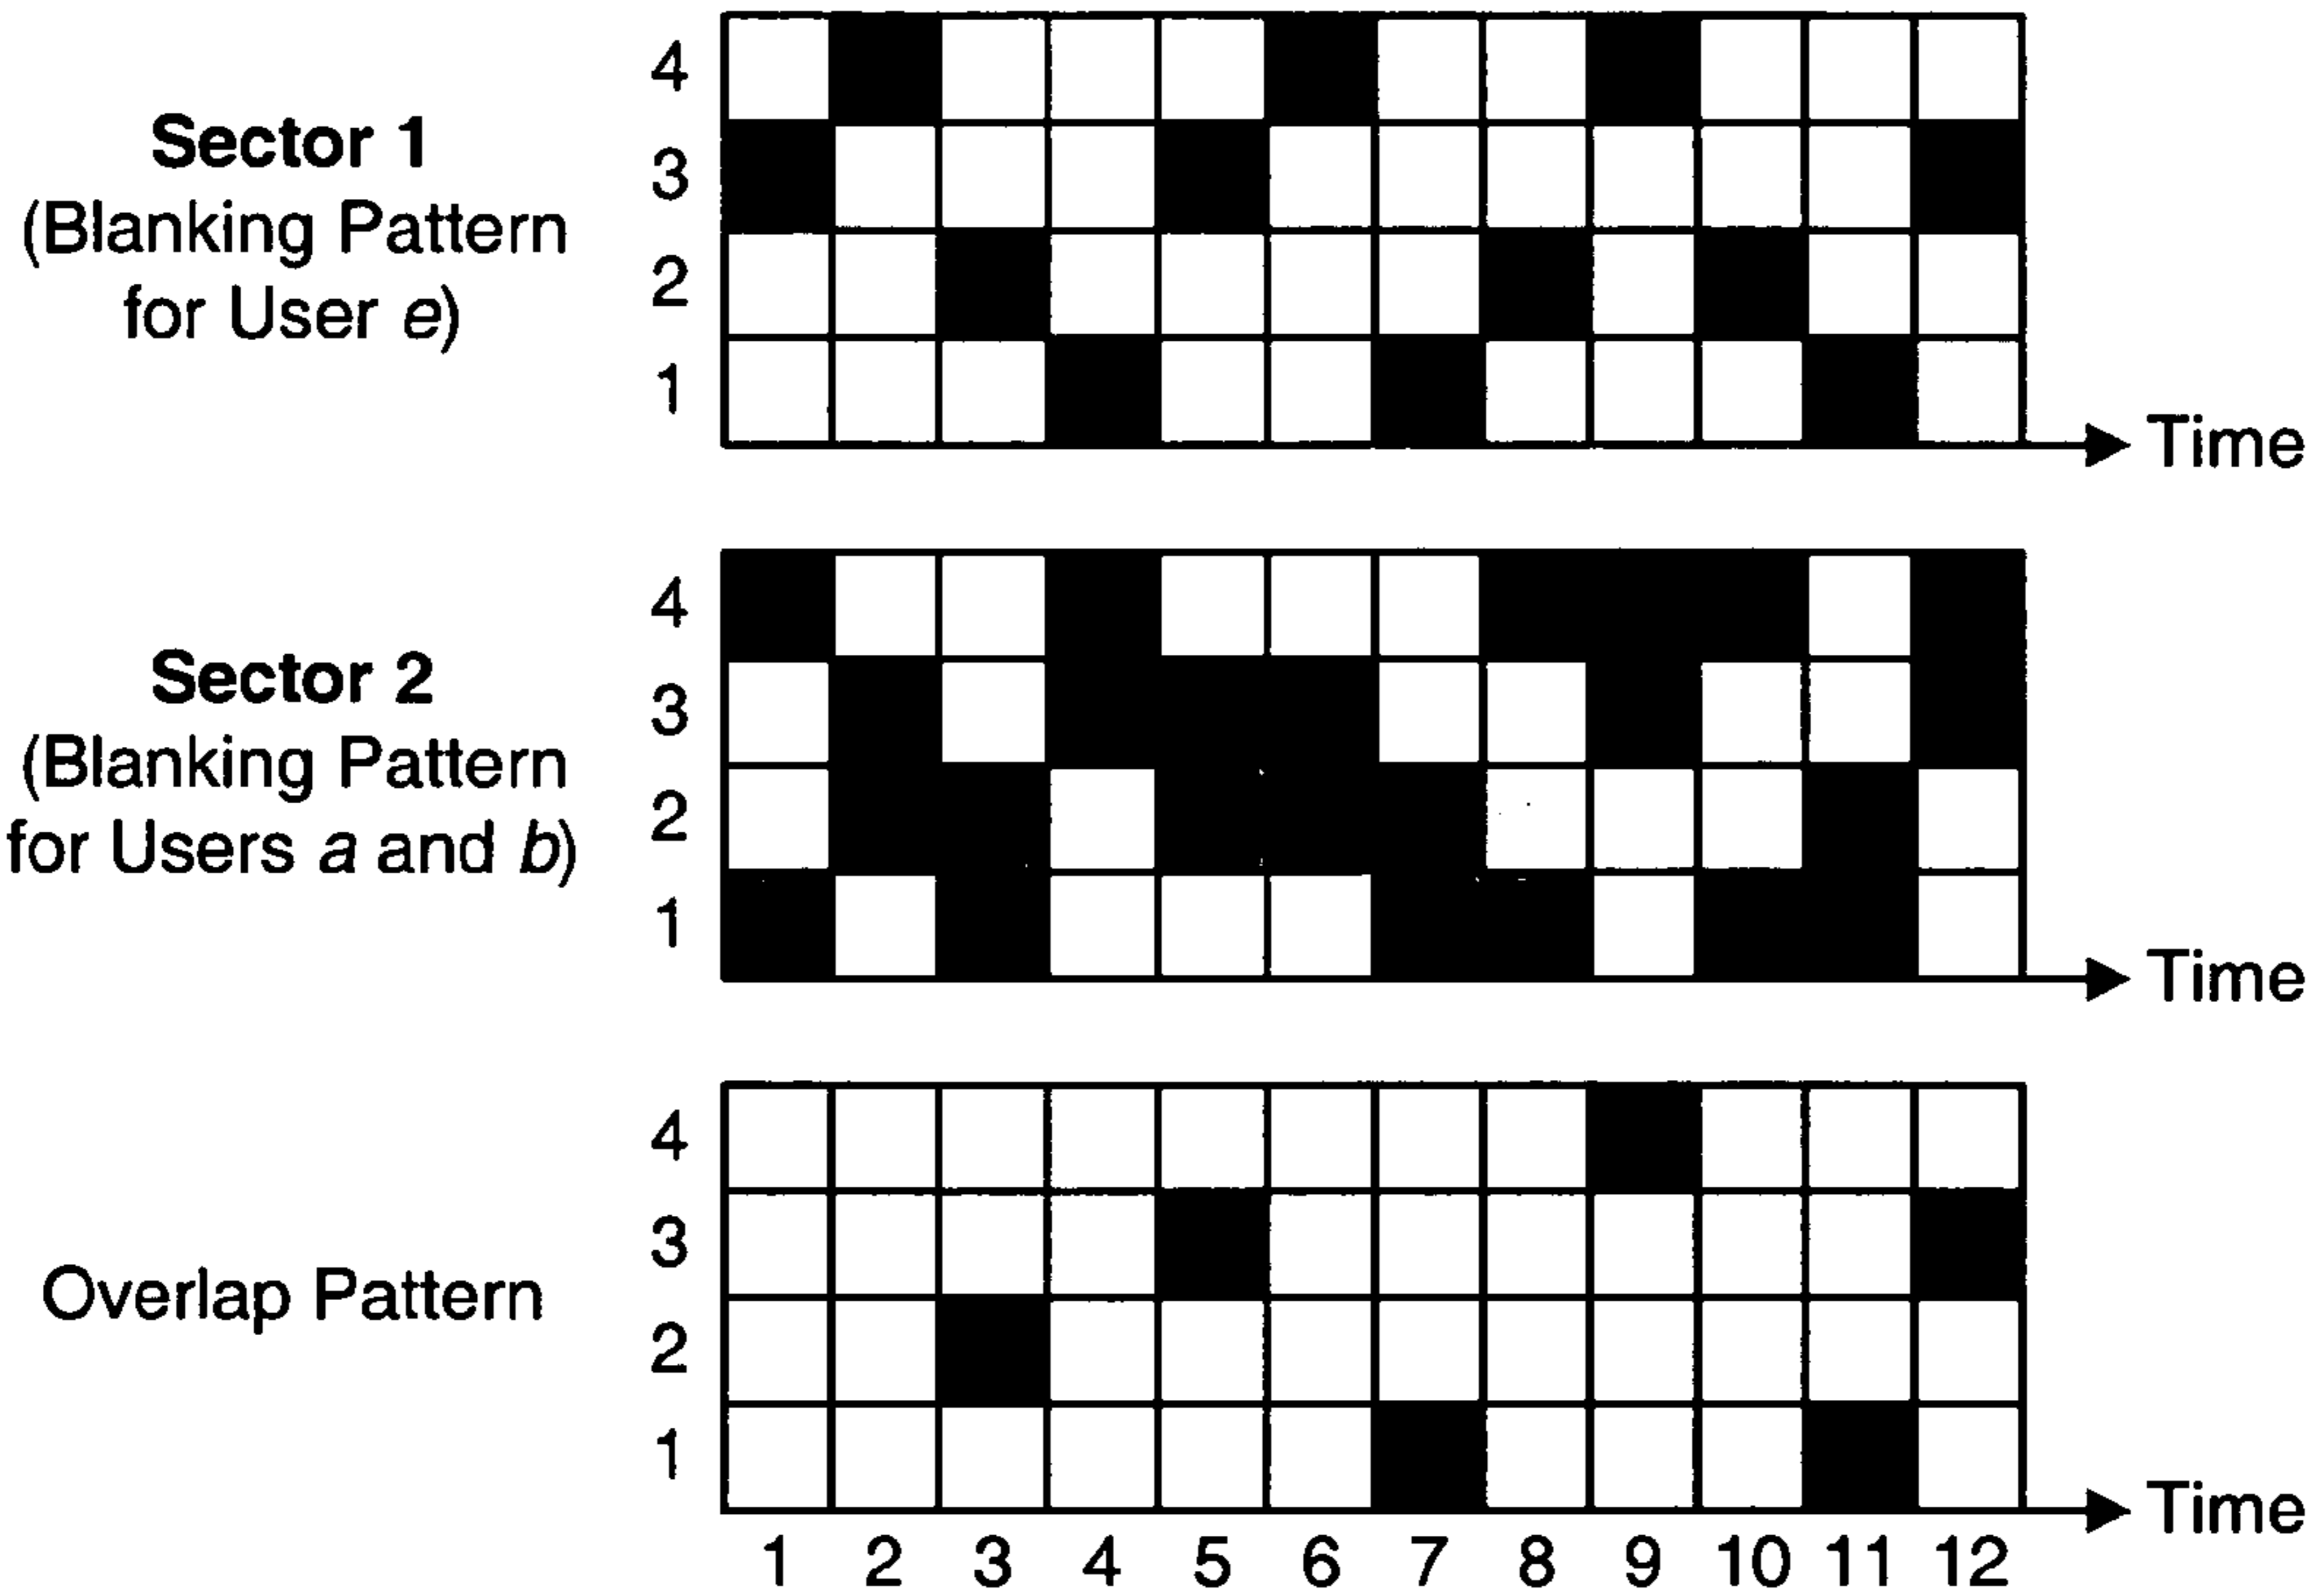 4
Sector 1
3
(Blanking Pattern
2
for User e)
1
Time
4
Sector 2
3
(Blanking Pattern
2
for Users a and b)
1
Time
4
3
Overlap Pattern
2
1
Time
1 2 3 4 5 6 7 8 9 10 11 12